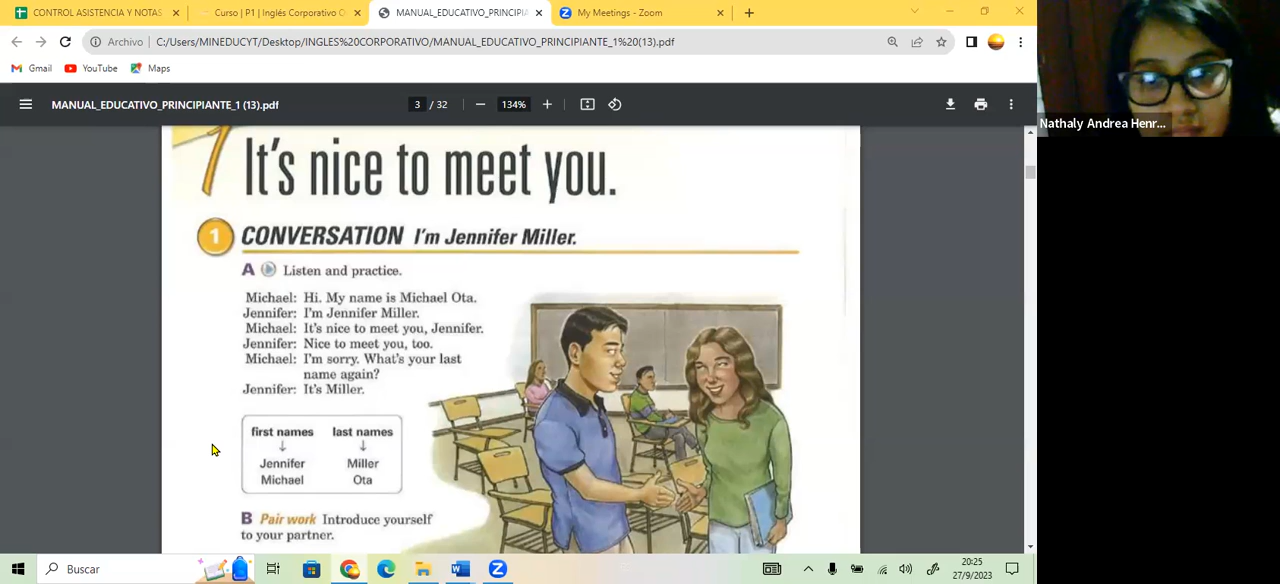 CONTROL ASISTENCIA Y NOTAS
Curso | P1 | Inglés Corporativo O
MANUAL_EDUCATIVO_PRINCIPIA
My Meetings - Zoom
Archivo
C:/Users/MINEDUCYT/Desktop/INGLES%20CORPORATIVO/MANUAL_EDUCATIVO_PRINCIPIANTE_1%20(13).pdf
Gmail
YouTube
Maps
MANUAL_EDUCATIVO_PRINCIPIANTE_1 (13).pdf
3 / 32
134%
Nathaly Andrea Henr...
1 It's nice to meet you.
1 CONVERSATION I'm Jennifer Miller.
A Listen and practice.
Michael: Hi. My name is Michael Ota.
Jennifer: I'm Jennifer Miller.
Michael: It's nice to meet you, Jennifer.
Jennifer: Nice to meet you, too.
Michael: I'm sorry. What's your last
name again?
Jennifer: It's Miller.
first names last names
Jennifer Miller
Michael Ota
B Pair work Introduce yourself
to your partner.
Buscar
20:25
27/9/2023